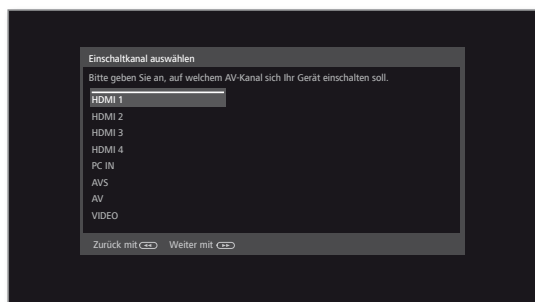 Einschaltkanal auswählen
Bitte geben Sie an, auf welchem AV-Kanal sich Ihr Gerät einschalten soll.
HDMI 1
HDMI 2
HDMI 3
HDMI 4
PC IN
AVS
AV
VIDEO
Zurück mit Weiter mit